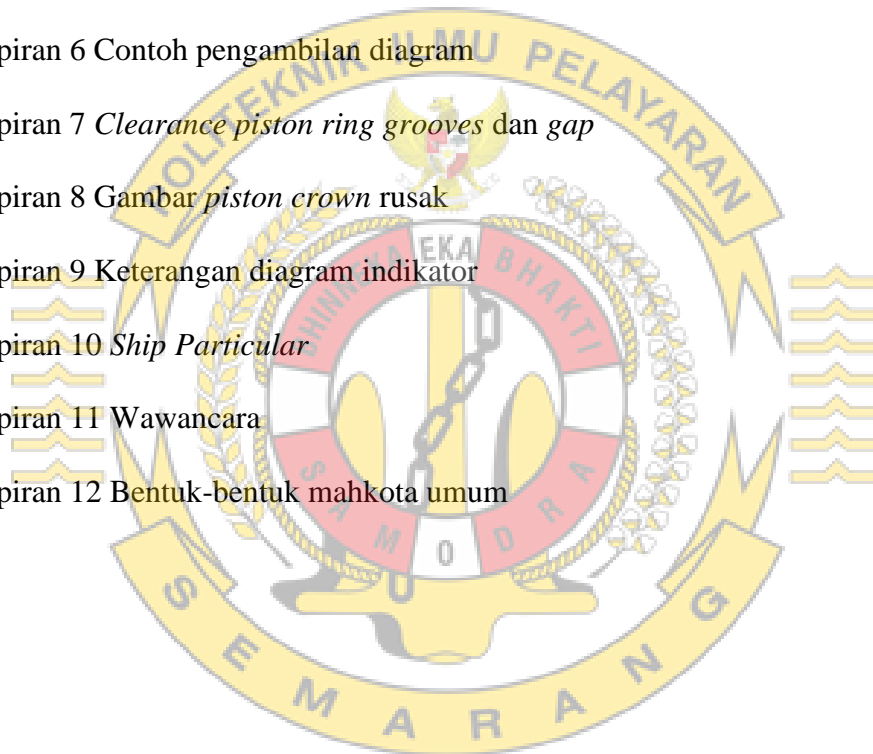 piran 6 Contoh pengambilan diagram
piran 7 Clearance piston ring grooves dan gap
piran 8 Gambar piston crown rusak
piran 9 Keterangan diagram indikator
piran 10 Ship Particular
piran 11 Wawancara
piran 12 Bentuk-bentuk mahkota umum
POLITEKNIK ILMU PELAYARAN
BHINNEKA EKA BHAKTI
SAMODRA
SEMARANG